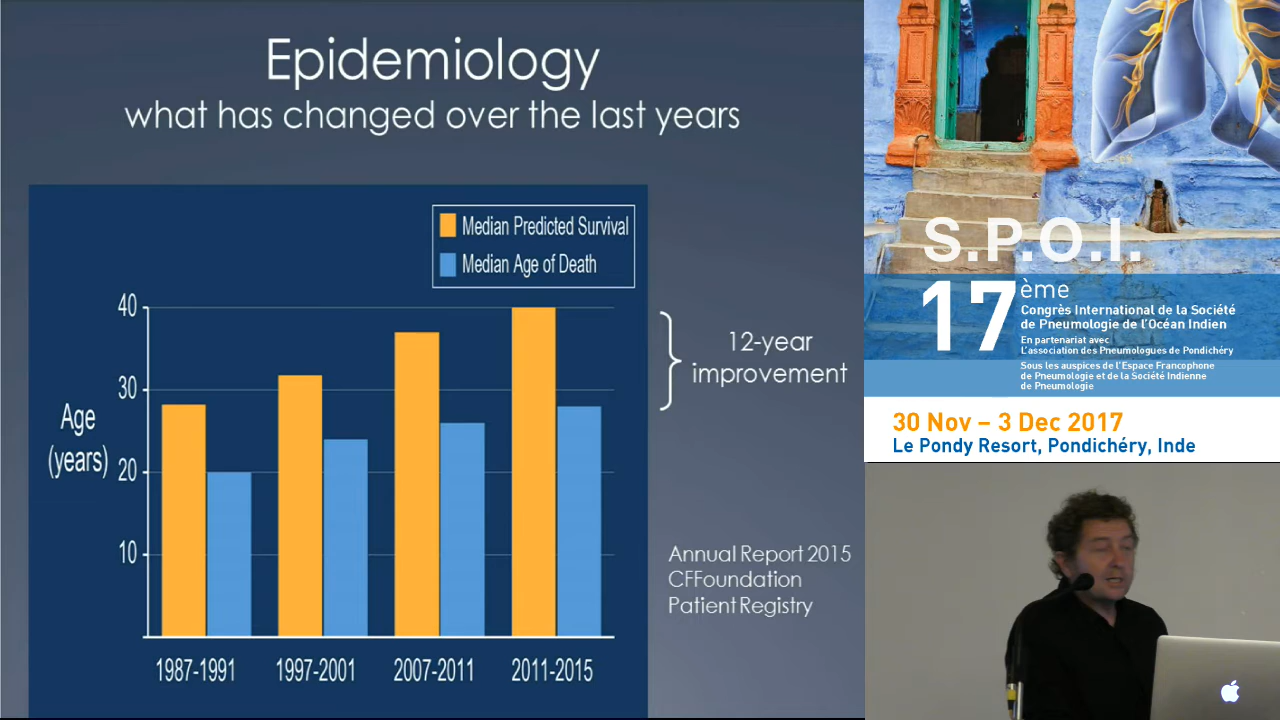 Epidemiology
what has changed over the last years
Median Predicted Survival
Median Age of Death
40
30
20
10
Age
(years)
1987-1991
1997-2001
2007-2011
2011-2015
12-year
improvement
Annual Report 2015
CFFoundation
Patient Registry
S.P.O.I.
17ème
Congrès International de la Société
de Pneumologie de l'Océan Indien
En partenariat avec
L'association des Pneumologues de Pondichéry
Sous les auspices de l'Espace Francophone
de Pneumologie et de la Société Indienne
de Pneumologie
30 Nov – 3 Dec 2017
Le Pondy Resort, Pondichéry, Inde